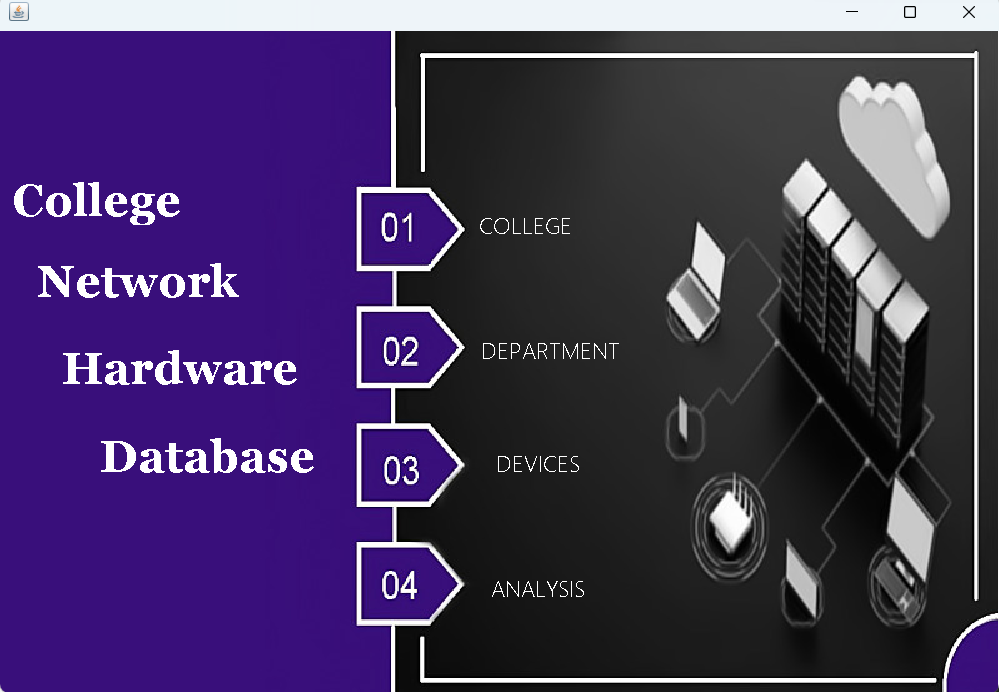 College
Network
Hardware
Database
01
COLLEGE
02
DEPARTMENT
03
DEVICES
04
ANALYSIS